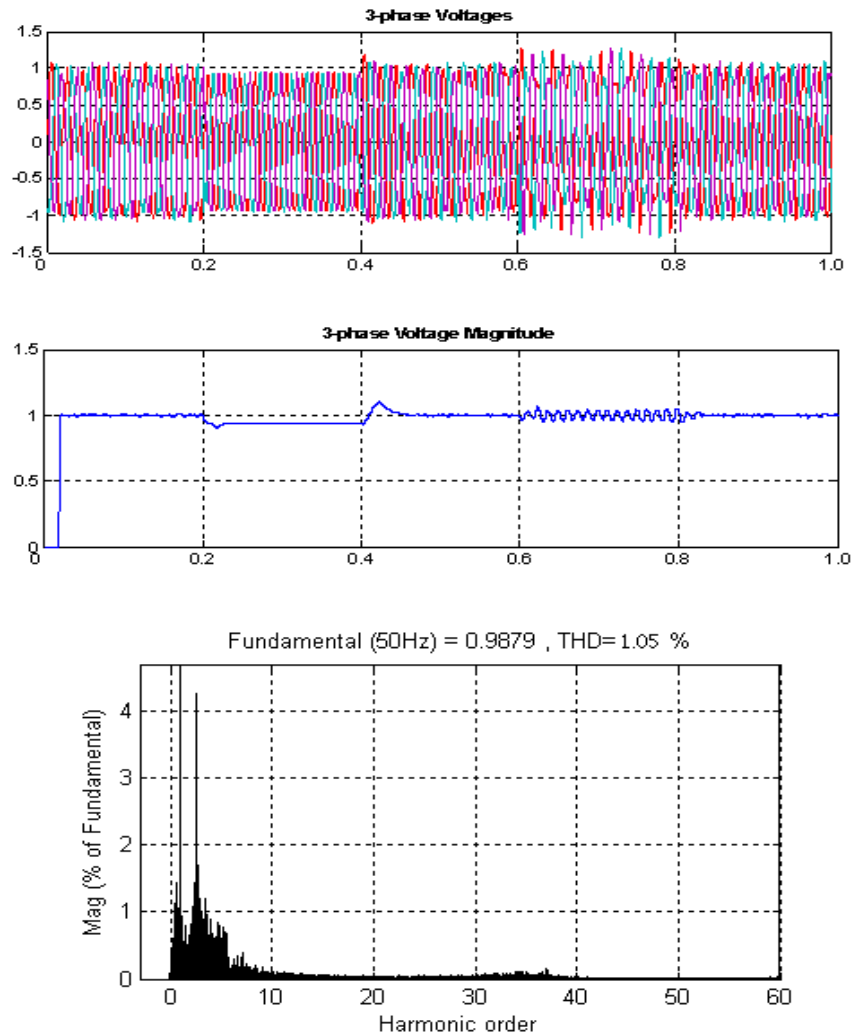 3-phase Voltages
1.5
1
0.5
0
-0.5
-1
-1.5
0 0.2 0.4 0.6 0.8 1.0
3-phase Voltage Magnitude
1.5
1
0.5
0
0 0.2 0.4 0.6 0.8 1.0
Fundamental (50Hz) = 0.9879 , THD= 1.05 %
Mag (% of Fundamental)
4
3
2
1
0
0 10 20 30 40 50 60
Harmonic order